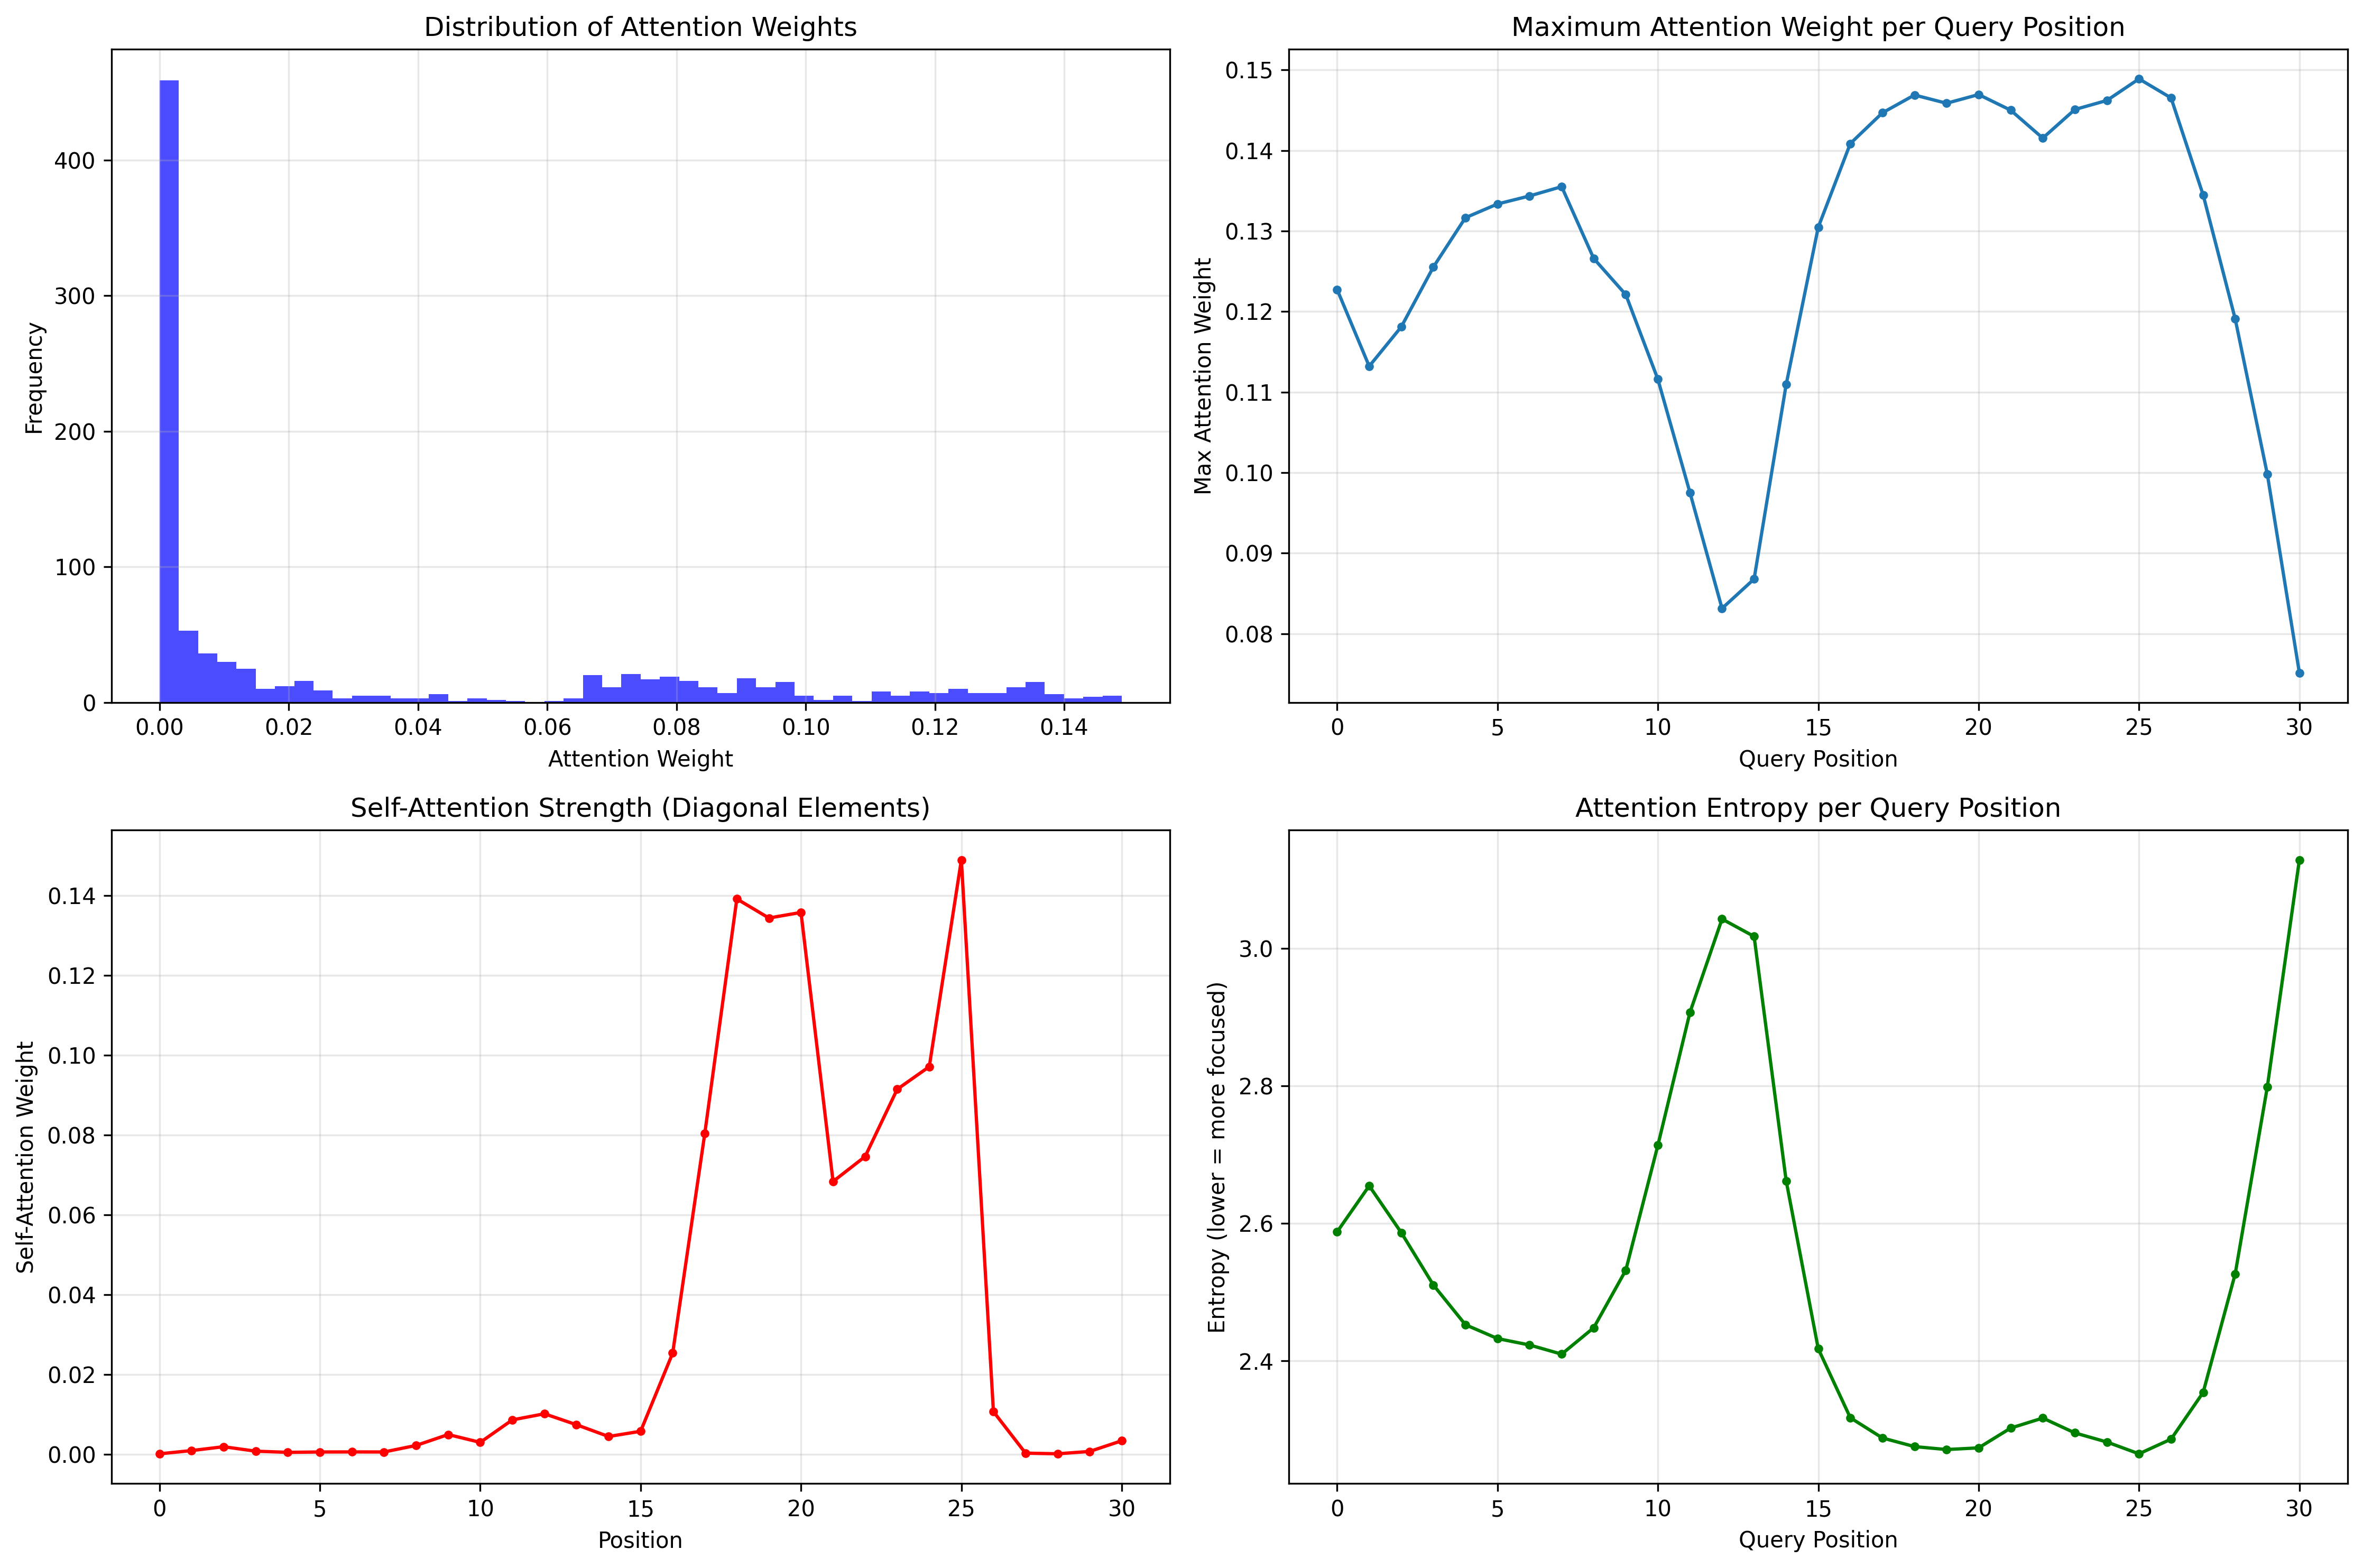 Distribution of Attention Weights
Frequency
400
300
200
100
0
0.00 0.02 0.04 0.06 0.08 0.10 0.12 0.14
Attention Weight
Maximum Attention Weight per Query Position
Max Attention Weight
0.15
0.14
0.13
0.12
0.11
0.10
0.09
0.08
0 5 10 15 20 25 30
Query Position
Self-Attention Strength (Diagonal Elements)
Self-Attention Weight
0.14
0.12
0.10
0.08
0.06
0.04
0.02
0.00
0 5 10 15 20 25 30
Position
Attention Entropy per Query Position
Entropy (lower = more focused)
3.0
2.8
2.6
2.4
0 5 10 15 20 25 30
Query Position